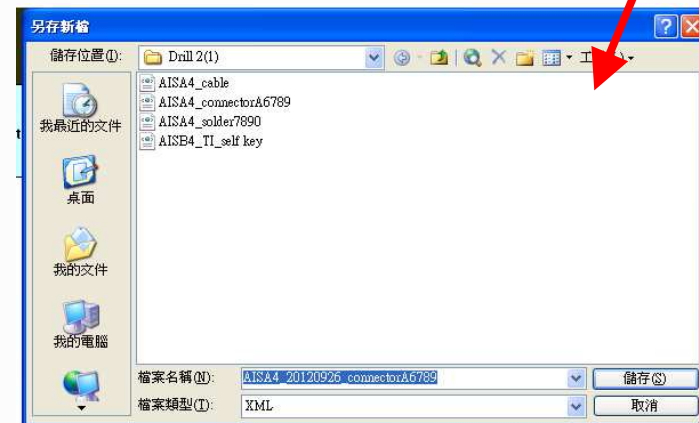 另存新檔
儲存位置(I): Drill 2(1)
AISA4_cable
AISA4_connectorA6789
AISA4_solder7890
AISB4_TI_self key
我最近的文件
桌面
我的文件
我的電腦
檔案名稱(N): AISA4_20120926_connectorA6789 儲存(S)
檔案類型(T): XML 取消